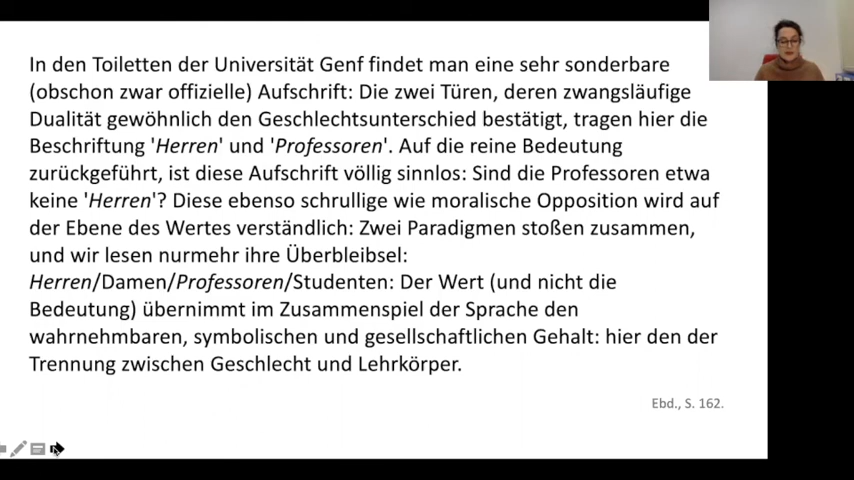 In den Toiletten der Universität Genf findet man eine sehr sonderbare
(obschon zwar offizielle) Aufschrift: Die zwei Türen, deren zwangsläufige
Dualität gewöhnlich den Geschlechtsunterschied bestätigt, tragen hier die
Beschriftung 'Herren' und 'Professoren'. Auf die reine Bedeutung
zurückgeführt, ist diese Aufschrift völlig sinnlos: Sind die Professoren etwa
keine 'Herren'? Diese ebenso schrullige wie moralische Opposition wird auf
der Ebene des Wertes verständlich: Zwei Paradigmen stoßen zusammen,
und wir lesen nurmehr ihre Überbleibsel:
Herren/Damen/Professoren/Studenten: Der Wert (und nicht die
Bedeutung) übernimmt im Zusammenspiel der Sprache den
wahrnehmbaren, symbolischen und gesellschaftlichen Gehalt: hier den der
Trennung zwischen Geschlecht und Lehrkörper.
Ebd., S. 162.